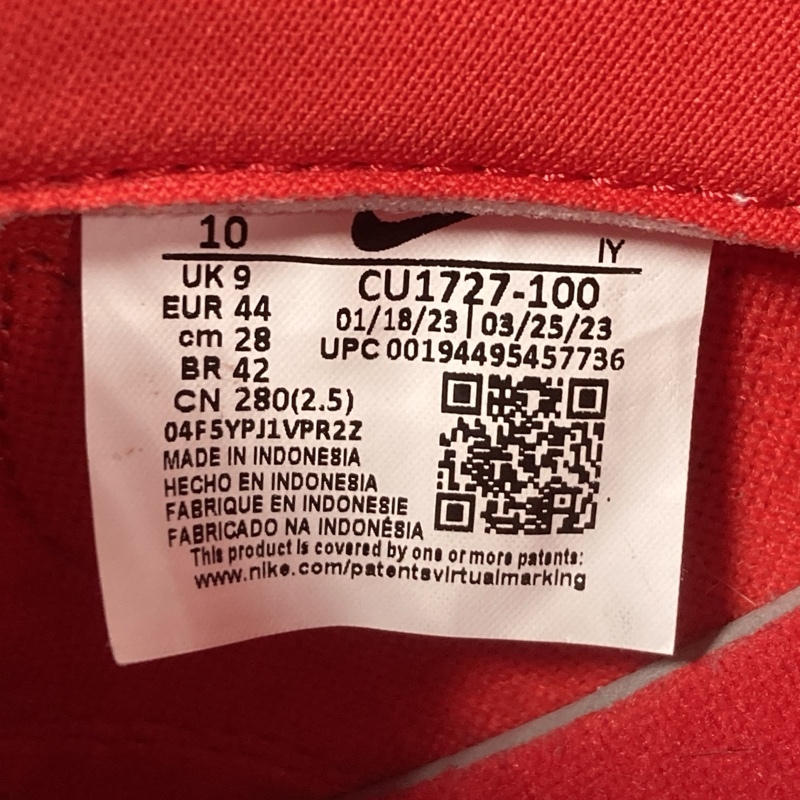 10
IY
UK 9
EUR 44
cm 28
BR 42
CN 280(2.5)
CU1727-100
01/18/23 | 03/25/23
UPC 00194495457736
04F5YPJ1VPR2Z
MADE IN INDONESIA
HECHO EN INDONESIA
FABRIQUE EN INDONESIE
FABRICADO NA INDONÉSIA
This product is covered by one or more patents:
www.nike.com/patentsvirtualmarking